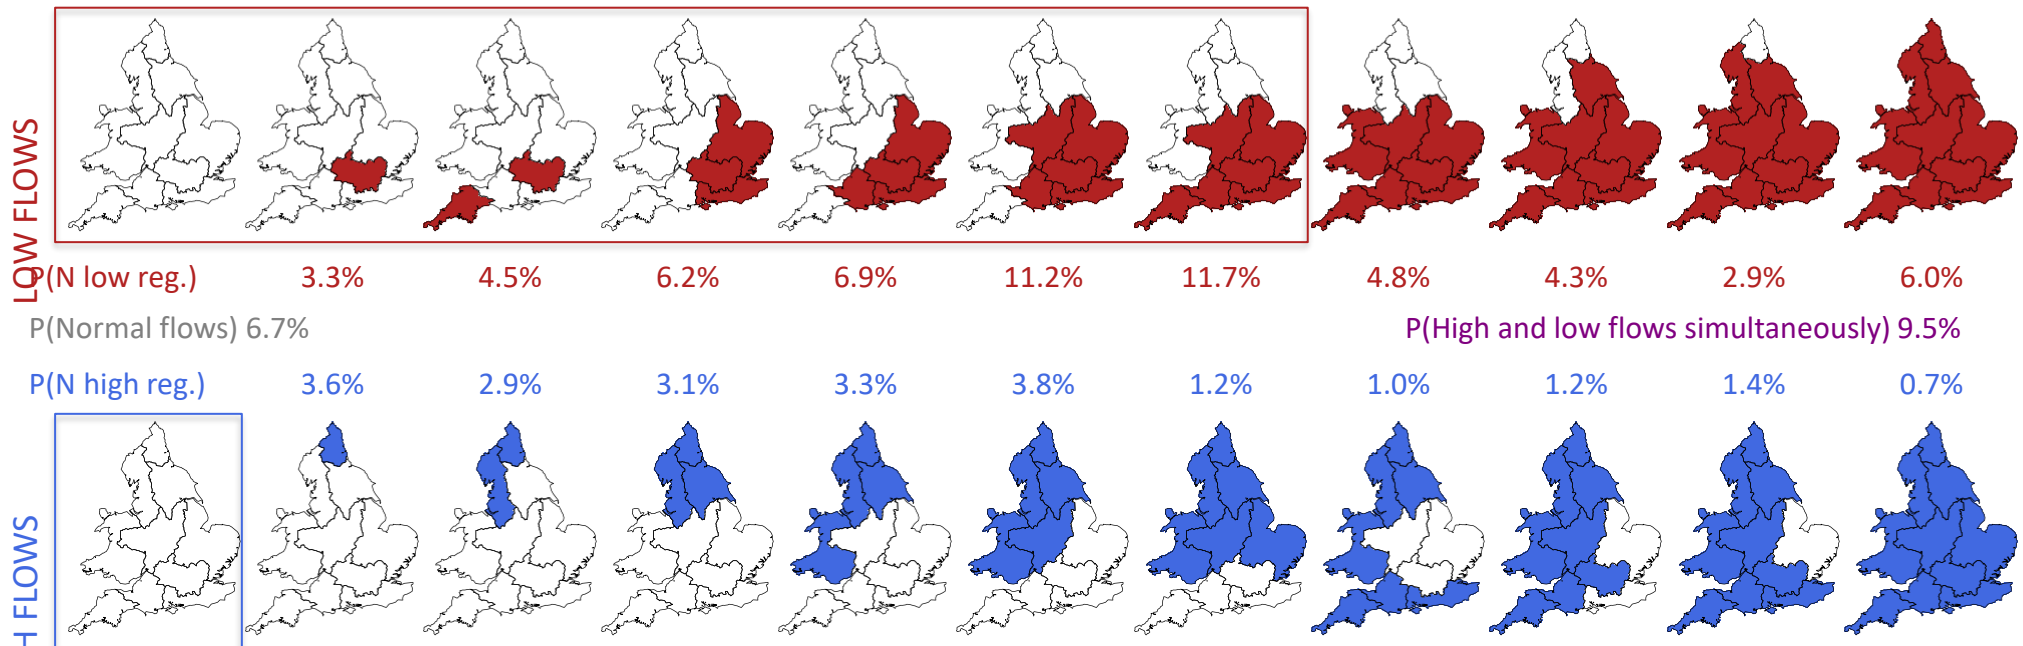 LOW FLOWS
P(N low reg.) 3.3% 4.5% 6.2% 6.9% 11.2% 11.7% 4.8% 4.3% 2.9% 6.0%
P(Normal flows) 6.7% P(High and low flows simultaneously) 9.5%
P(N high reg.) 3.6% 2.9% 3.1% 3.3% 3.8% 1.2% 1.0% 1.2% 1.4% 0.7%
H FLOWS